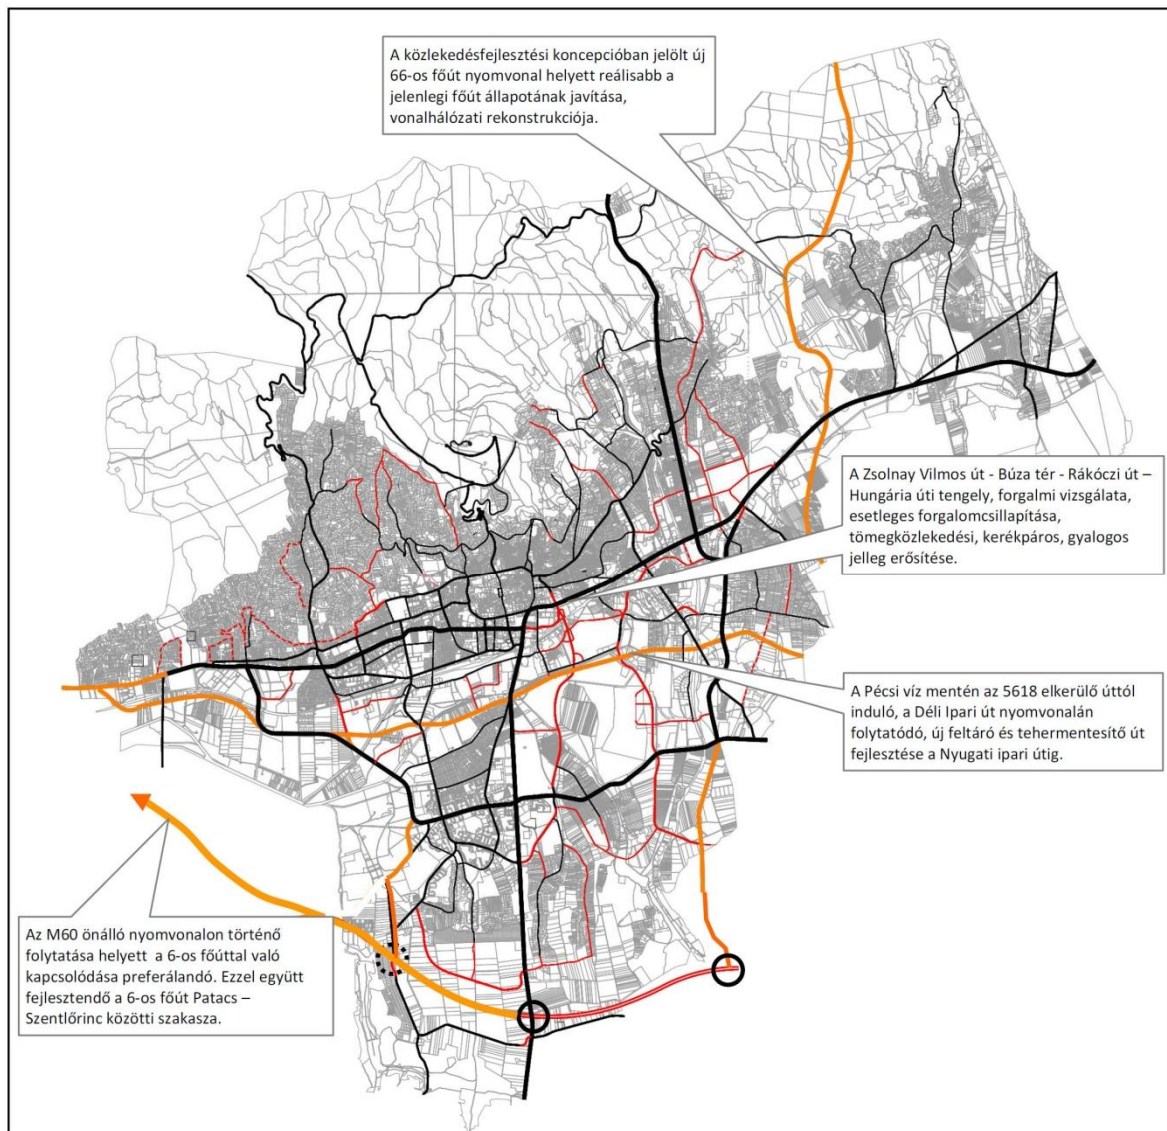 A közlekedésfejlesztési koncepcióban jelölt új
66-os főút nyomvonal helyett reálisabb a
jelenlegi főút állapotának javítása,
vonalhálózati rekonstrukciója.
A Zsolnay Vilmos út - Búza tér - Rákóczi út –
Hungária úti tengely, forgalmi vizsgálata,
esetleges forgalomcsillapítása,
tömegközlekedési, kerékpáros, gyalogos
jelleg erősítése.
A Pécsi víz mentén az 5618 elkerülő úttól
induló, a Déli Ipari út nyomvonalán
folytatódó, új feltáró és tehermentesítő út
fejlesztése a Nyugati ipari útig.
Az M60 önálló nyomvonalon történő
folytatása helyett  a 6-os főúttal való
kapcsolódása preferálandó. Ezzel együtt
fejlesztendő a 6-os főút Patacs –
Szentlőrinc közötti szakasza.